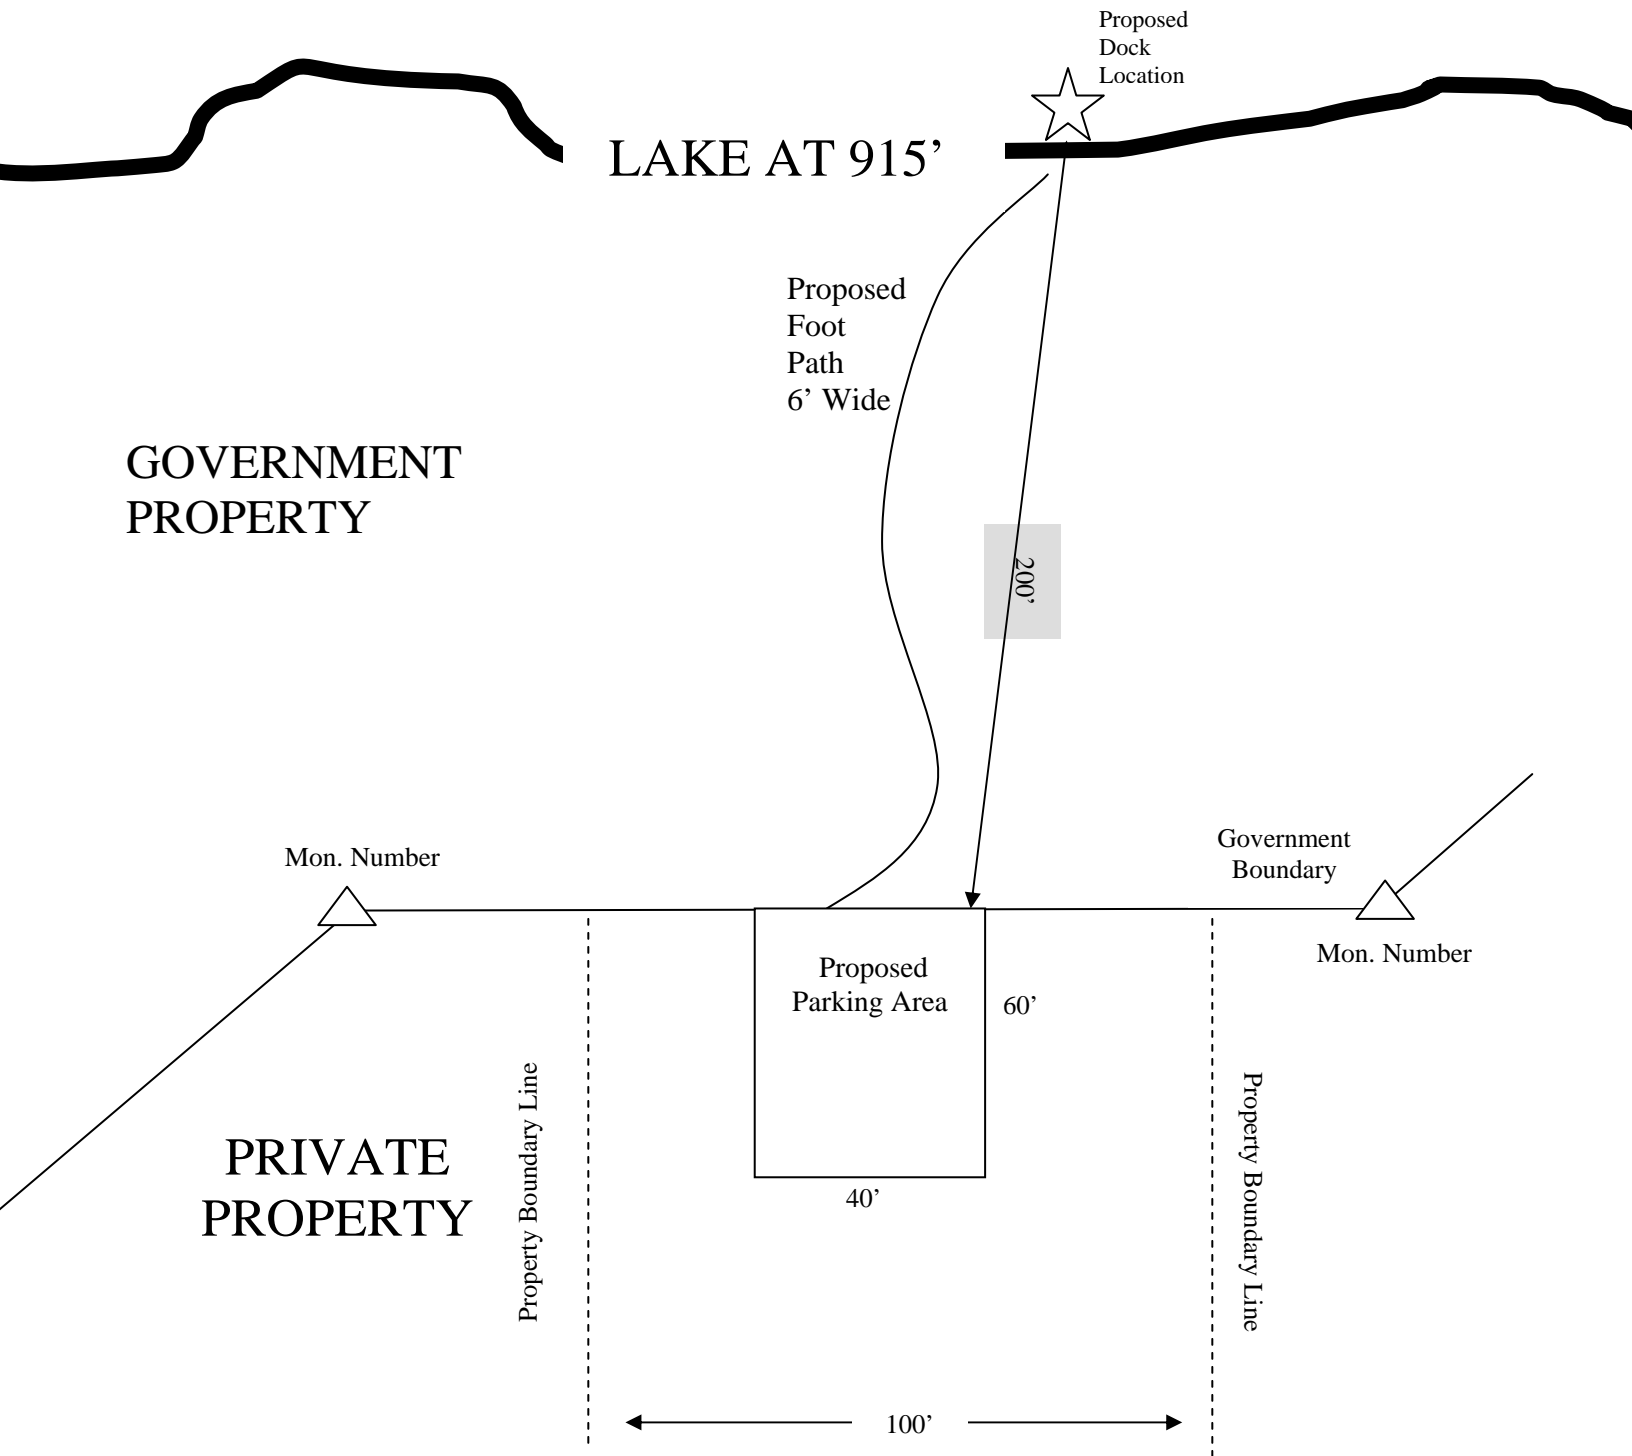 Proposed
Dock
Location
LAKE AT 915’
Proposed
Foot
Path
6’ Wide
GOVERNMENT
PROPERTY
200’
Government
Boundary
Mon. Number
Mon. Number
Proposed
Parking Area
60’
40’
Property Boundary Line
Property Boundary Line
PRIVATE
PROPERTY
100’